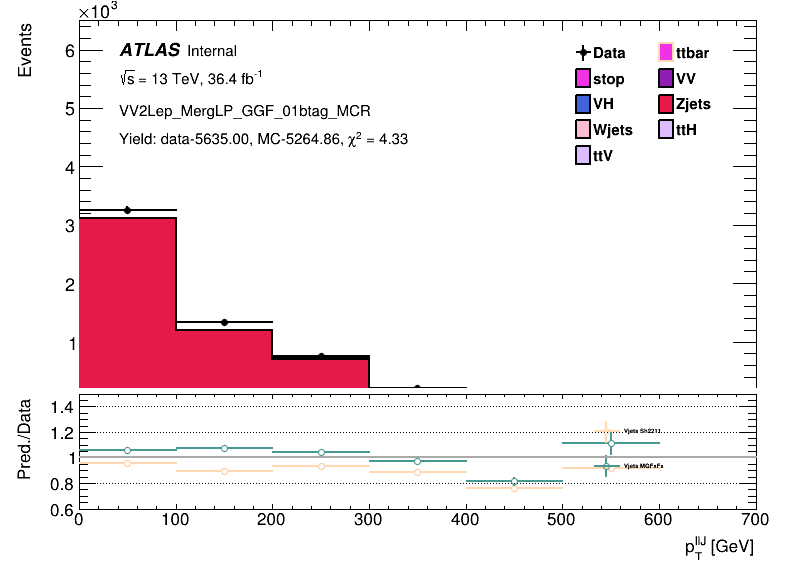 ×10³
Events
ATLAS Internal
√s = 13 TeV, 36.4 fb⁻¹
VV2Lep_MergLP_GGF_01btag_MCR
Yield: data-5635.00, MC-5264.86, χ² = 4.33
Data
ttbar
stop
VV
VH
Zjets
Wjets
ttH
ttV
6
5
4
3
2
1
Pred./Data
1.4
1.2
1
0.8
0.6
Vjets Sh2211
Vjets MGFxFx
0 100 200 300 400 500 600 700
p_T^llJ [GeV]